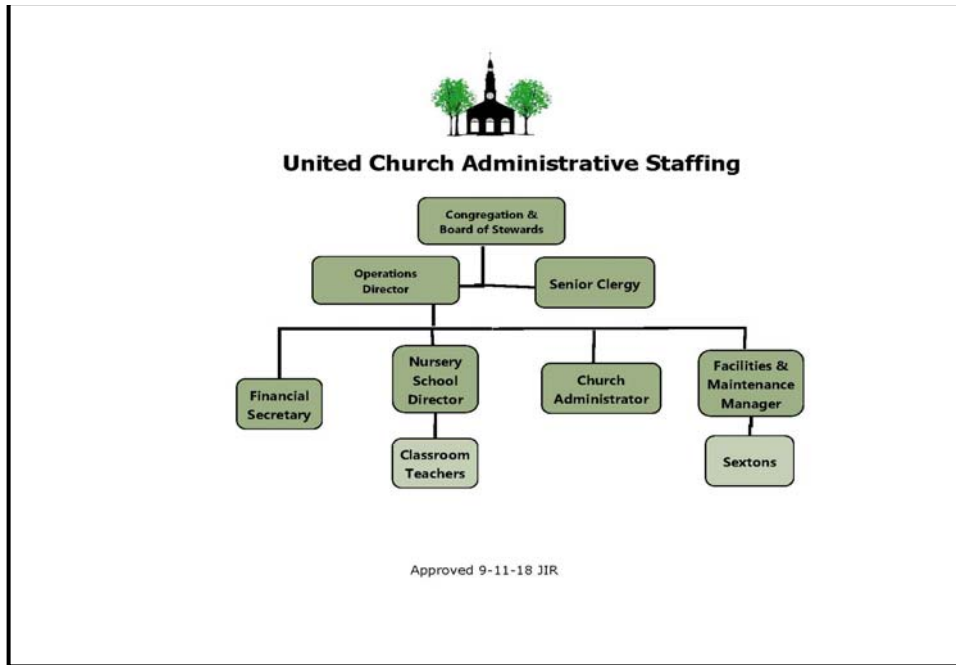 United Church Administrative Staffing
Congregation &
Board of Stewards
Operations
Director
Senior Clergy
Financial
Secretary
Nursery
School
Director
Church
Administrator
Facilities &
Maintenance
Manager
Classroom
Teachers
Sextons
Approved 9-11-18 JIR